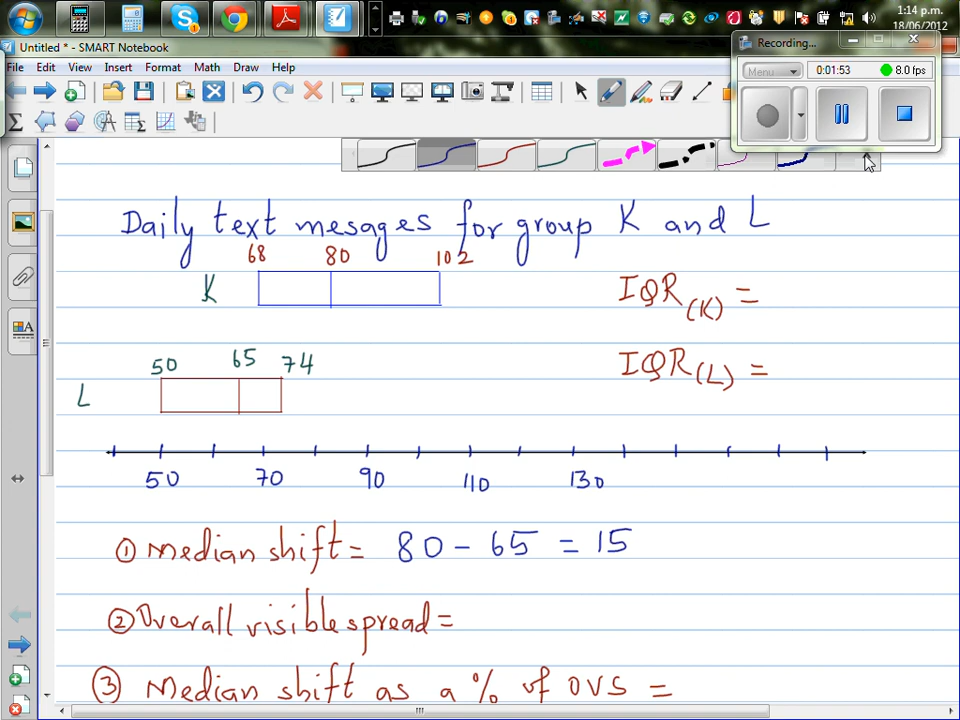 1:14 p.m.
18/06/2012
Untitled * - SMART Notebook
File Edit View Insert Format Math Draw Help
Recording...
Menu 0:01:53 8.0 fps
Daily text mesages for group K and L
68 80 102
K
IQR(K) =
50 65 74
L
IQR(L) =
50 70 90 110 130
① Median shift = 80 - 65 = 15
② Overall visible spread =
③ Median shift as a % of OVS =